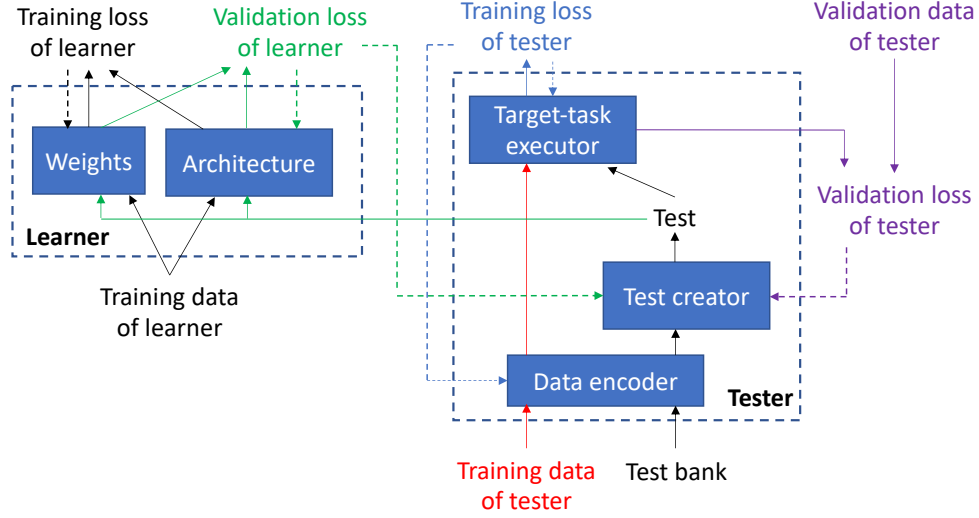 Training loss
of learner
Validation loss
of learner
Training loss
of tester
Validation data
of tester
Weights
Architecture
Learner
Training data
of learner
Target-task
executor
Test
Validation loss
of tester
Test creator
Data encoder
Tester
Training data
of tester
Test bank